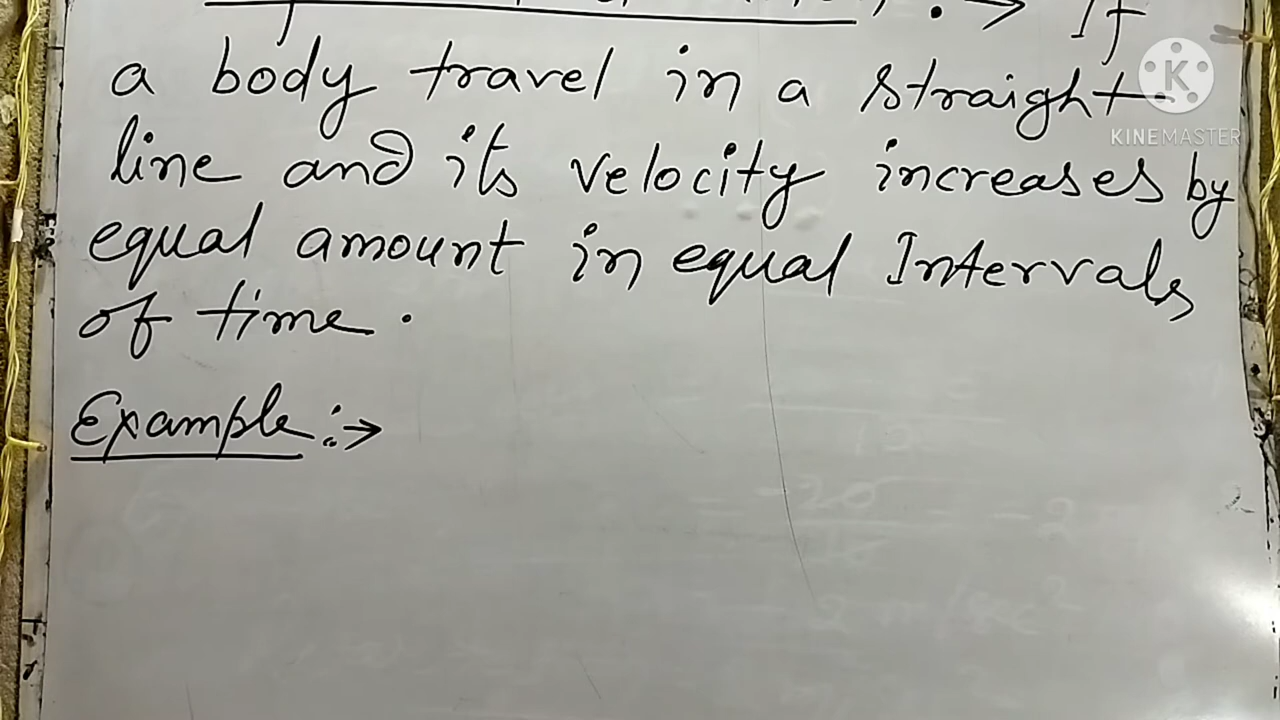 If
a body travel in a straight
line and its velocity increases by
equal amount in equal Intervals
of time.
Example :→
K
KINEMASTER